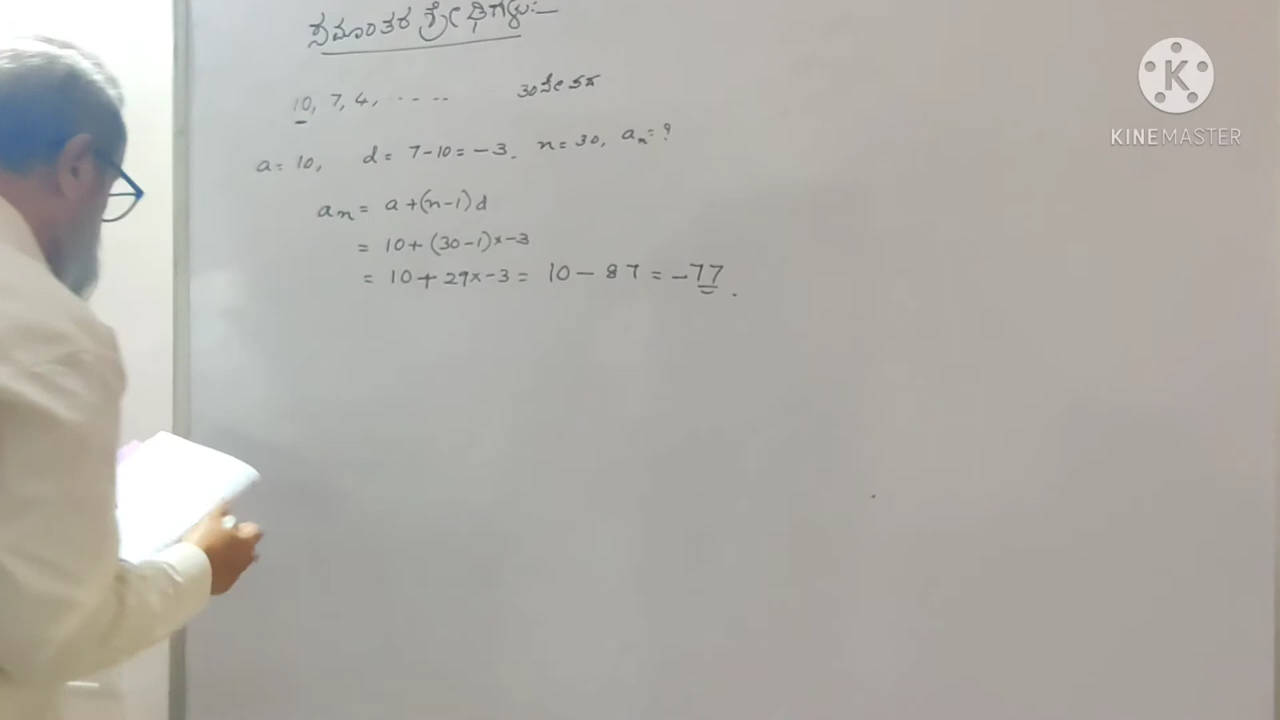 ಸಮಾಂತರ ಶ್ರೇಢಿಗಳು:-
10, 7, 4, ..... 30ನೇ ಪದ
a = 10, d = 7-10 = -3. n = 30, aₙ = ?
aₙ = a+(n-1)d
= 10+(30-1)×-3
= 10+29×-3 = 10-87 = -77.
K
KINEMASTER